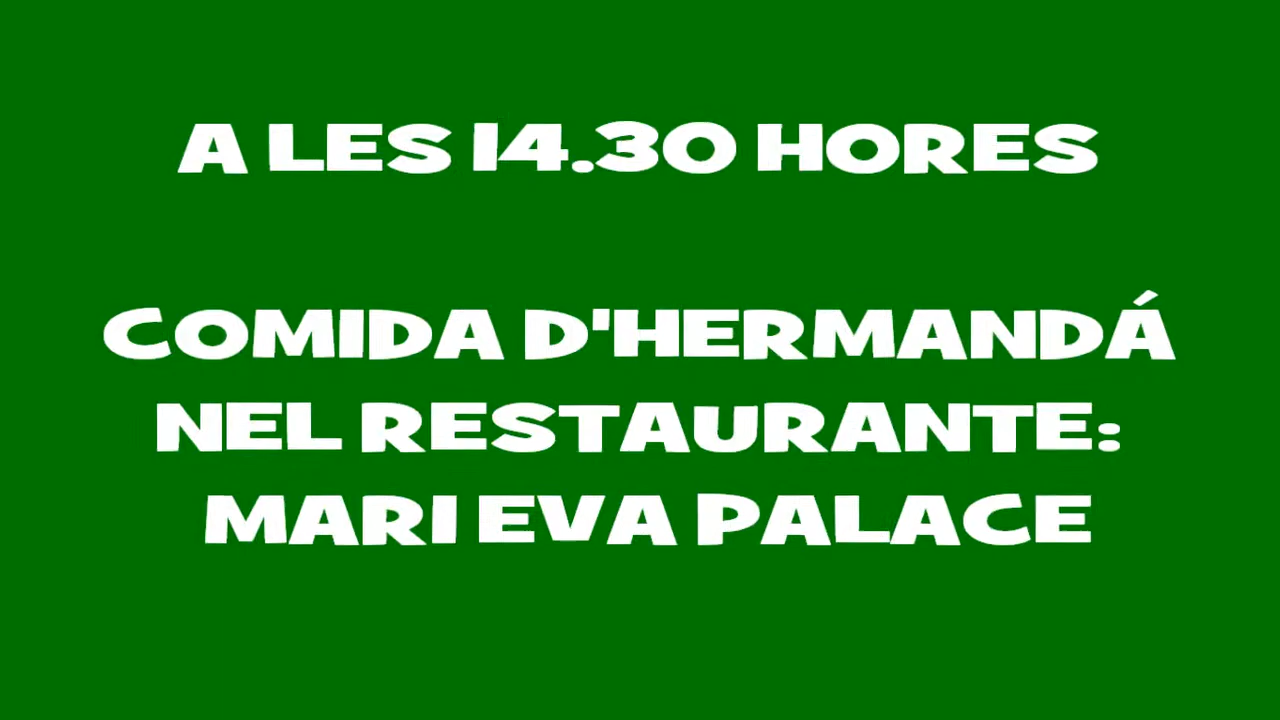 A LES 14.30 HORES
COMIDA D'HERMANDÁ
NEL RESTAURANTE:
MARI EVA PALACE